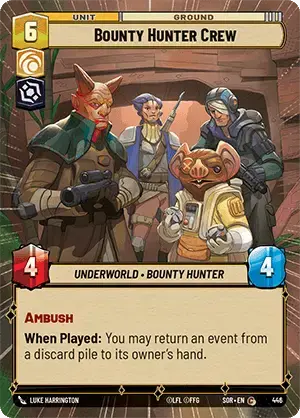 UNIT
GROUND
6
BOUNTY HUNTER CREW
4
UNDERWORLD • BOUNTY HUNTER
4
AMBUSH
When Played: You may return an event from
a discard pile to its owner's hand.
LUKE HARRINGTON
©LFL ©FFG
SOR • EN
C
446